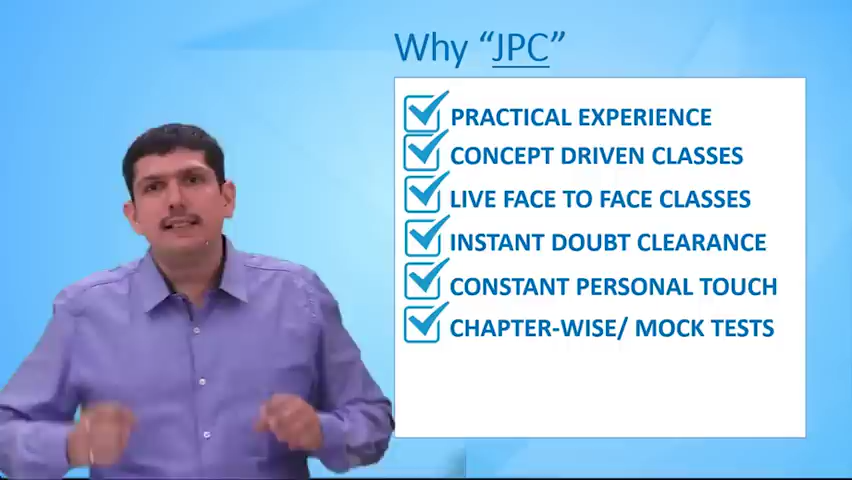 Why “JPC”
PRACTICAL EXPERIENCE
CONCEPT DRIVEN CLASSES
LIVE FACE TO FACE CLASSES
INSTANT DOUBT CLEARANCE
CONSTANT PERSONAL TOUCH
CHAPTER-WISE/ MOCK TESTS